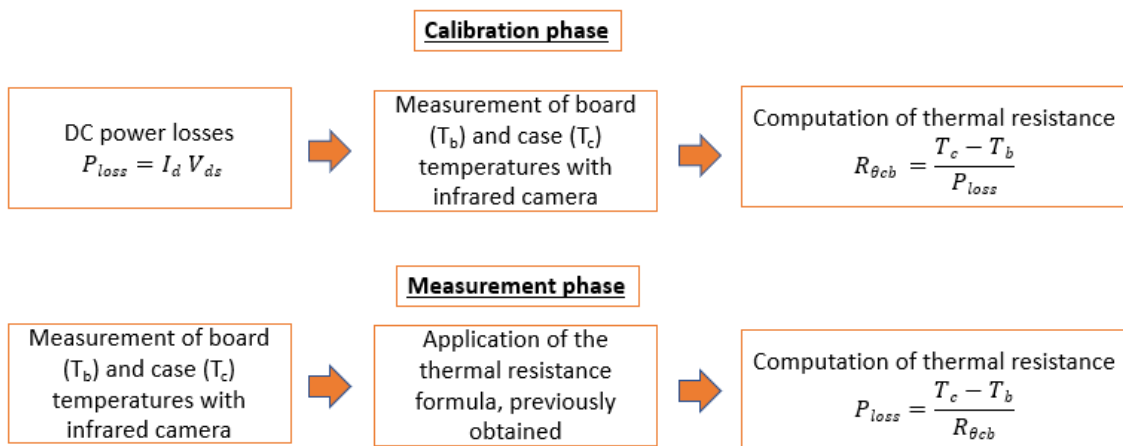 Calibration phase
DC power losses
P_loss = I_d V_ds
Measurement of board
(T_b) and case (T_c)
temperatures with
infrared camera
Computation of thermal resistance
R_θcb = (T_c − T_b) / P_loss
Measurement phase
Measurement of board
(T_b) and case (T_c)
temperatures with
infrared camera
Application of the
thermal resistance
formula, previously
obtained
Computation of thermal resistance
P_loss = (T_c − T_b) / R_θcb